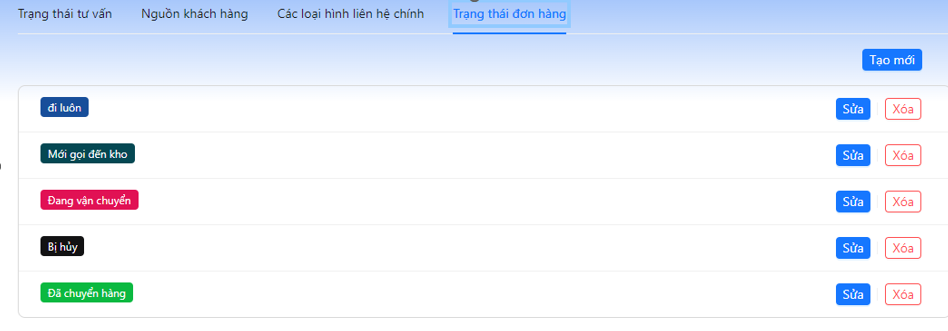 Trạng thái tư vấn Nguồn khách hàng Các loại hình liên hệ chính Trạng thái đơn hàng
Tạo mới
đi luôn Sửa Xóa
Mới gọi đến kho Sửa Xóa
Đang vận chuyển Sửa Xóa
Bị hủy Sửa Xóa
Đã chuyển hàng Sửa Xóa